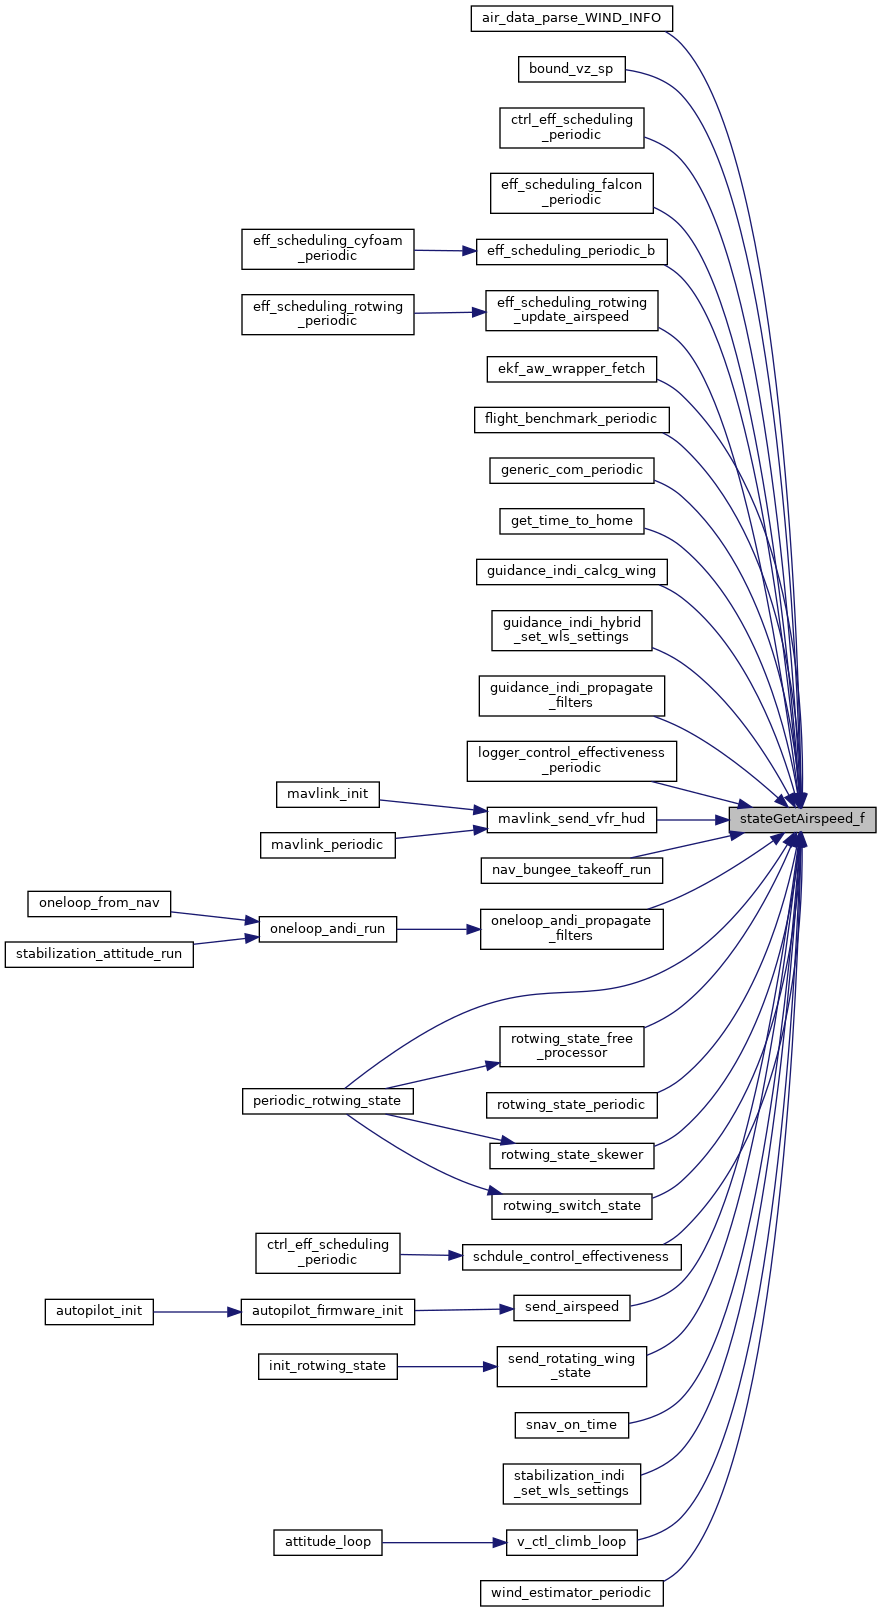 air_data_parse_WIND_INFO
bound_vz_sp
ctrl_eff_scheduling
_periodic
eff_scheduling_falcon
_periodic
eff_scheduling_cyfoam
_periodic
eff_scheduling_periodic_b
eff_scheduling_rotwing
_periodic
eff_scheduling_rotwing
_update_airspeed
ekf_aw_wrapper_fetch
flight_benchmark_periodic
generic_com_periodic
get_time_to_home
guidance_indi_calcg_wing
guidance_indi_hybrid
_set_wls_settings
guidance_indi_propagate
_filters
logger_control_effectiveness
_periodic
mavlink_init
mavlink_send_vfr_hud
stateGetAirspeed_f
mavlink_periodic
nav_bungee_takeoff_run
oneloop_from_nav
oneloop_andi_run
oneloop_andi_propagate
_filters
stabilization_attitude_run
rotwing_state_free
_processor
periodic_rotwing_state
rotwing_state_periodic
rotwing_state_skewer
rotwing_switch_state
ctrl_eff_scheduling
_periodic
schdule_control_effectiveness
autopilot_init
autopilot_firmware_init
send_airspeed
init_rotwing_state
send_rotating_wing
_state
snav_on_time
stabilization_indi
_set_wls_settings
attitude_loop
v_ctl_climb_loop
wind_estimator_periodic